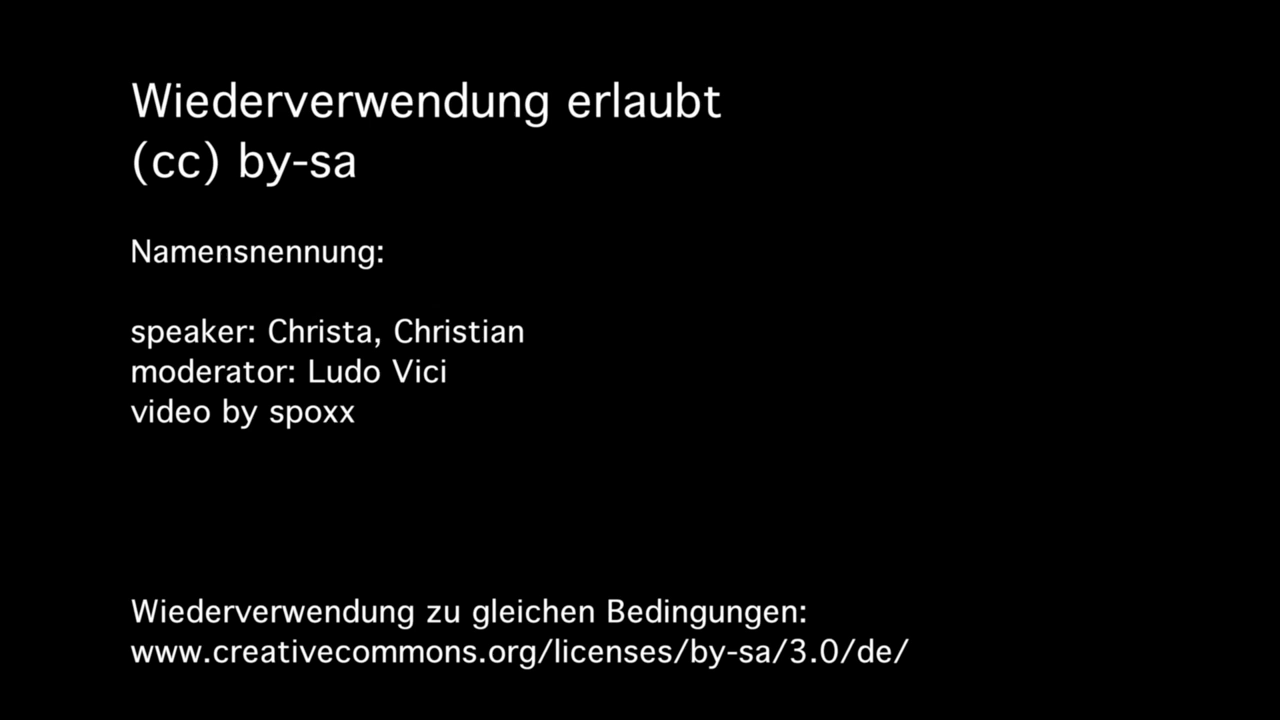 Wiederverwendung erlaubt
(cc) by-sa
Namensnennung:
speaker: Christa, Christian
moderator: Ludo Vici
video by spoxx
Wiederverwendung zu gleichen Bedingungen:
www.creativecommons.org/licenses/by-sa/3.0/de/